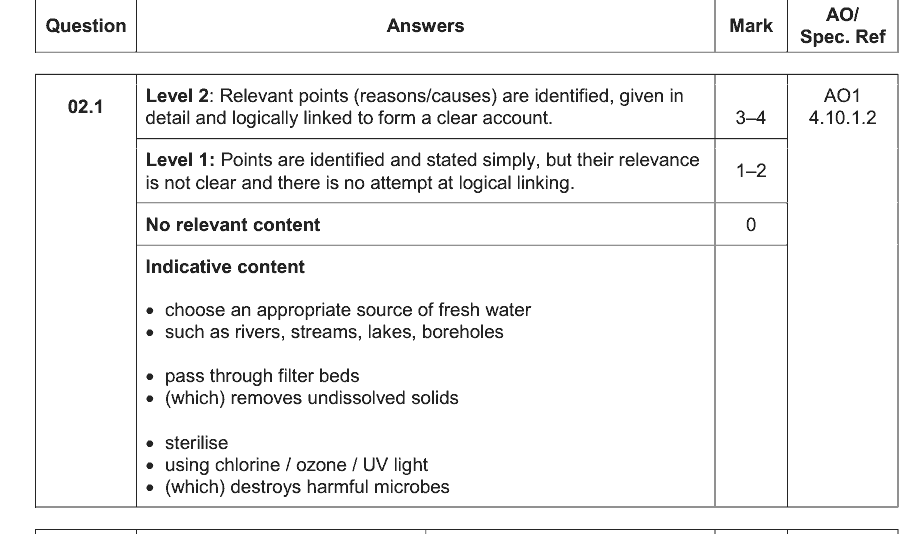 Question Answers Mark AO/
Spec. Ref
02.1 Level 2: Relevant points (reasons/causes) are identified, given in
detail and logically linked to form a clear account. 3–4 AO1
4.10.1.2
Level 1: Points are identified and stated simply, but their relevance
is not clear and there is no attempt at logical linking. 1–2
No relevant content 0
Indicative content
• choose an appropriate source of fresh water
• such as rivers, streams, lakes, boreholes
• pass through filter beds
• (which) removes undissolved solids
• sterilise
• using chlorine / ozone / UV light
• (which) destroys harmful microbes